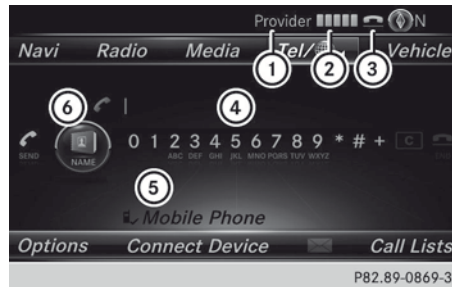 Provider N
Navi Radio Media Tel/ Vehicle
1 2 3
6 4
SEND NAME 0 1 2 3 4 5 6 7 8 9 * # + C
ABC DEF GHI JKL MNO PQRS TUV WXYZ
5
Mobile Phone
Options Connect Device Call Lists
P82.89-0869-3